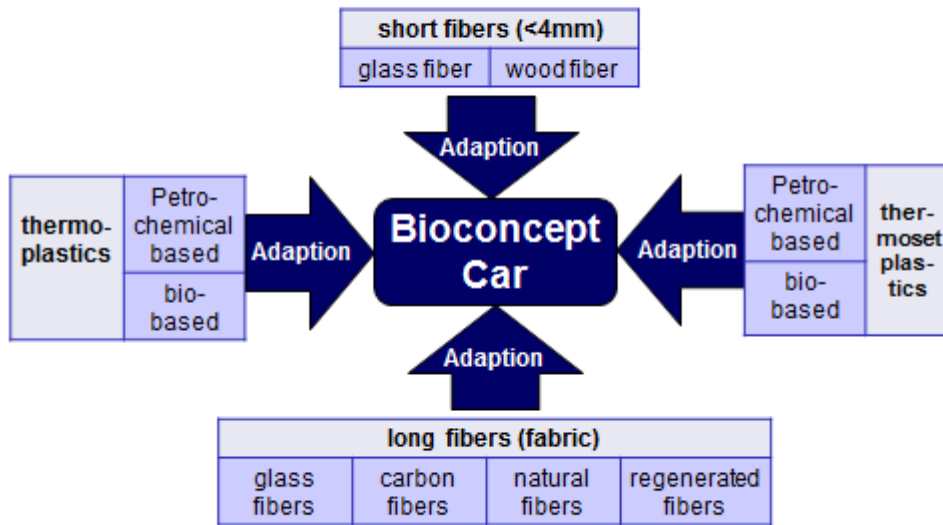 short fibers (<4mm)
glass fiber
wood fiber
Adaption
thermo-
plastics
Petro-
chemical
based
bio-
based
Adaption
Bioconcept
Car
Adaption
Petro-
chemical
based
bio-
based
ther-
moset
plas-
tics
Adaption
long fibers (fabric)
glass
fibers
carbon
fibers
natural
fibers
regenerated
fibers